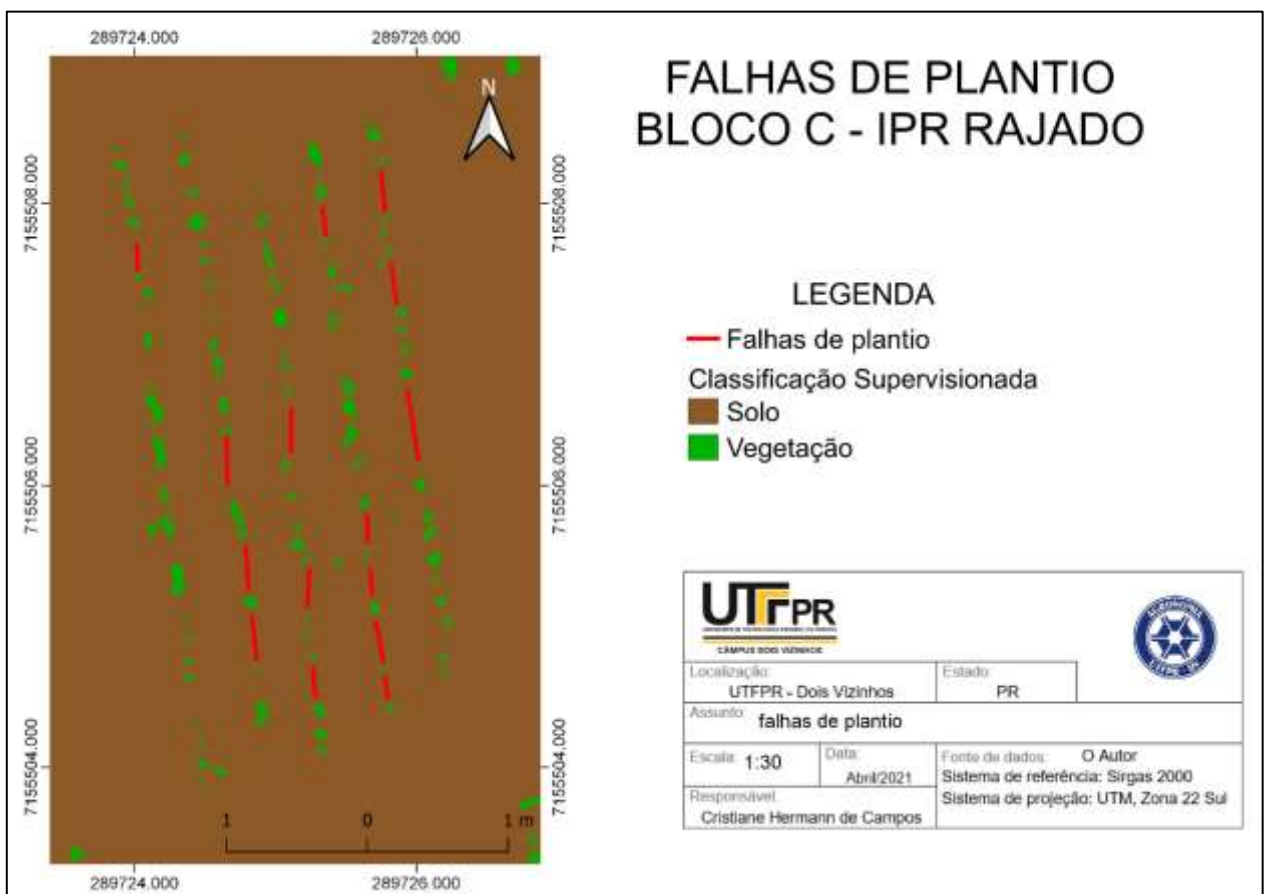 289724.000
289726.000
N
7155508.000
7155508.000
7155506.000
7155506.000
7155504.000
7155504.000
1
0
1 m
289724.000
289726.000
FALHAS DE PLANTIO
BLOCO C - IPR RAJADO
LEGENDA
Falhas de plantio
Classificação Supervisionada
Solo
Vegetação
UTFPR
CÂMPUS DOIS VIZINHOS
AGRONOMIA
Localização:
UTFPR - Dois Vizinhos
Estado:
PR
Assunto:
falhas de plantio
Escala: 1:30
Data:
Abril/2021
Fonte de dados: O Autor
Sistema de referência: Sirgas 2000
Sistema de projeção: UTM, Zona 22 Sul
Responsável:
Cristiane Hermann de Campos